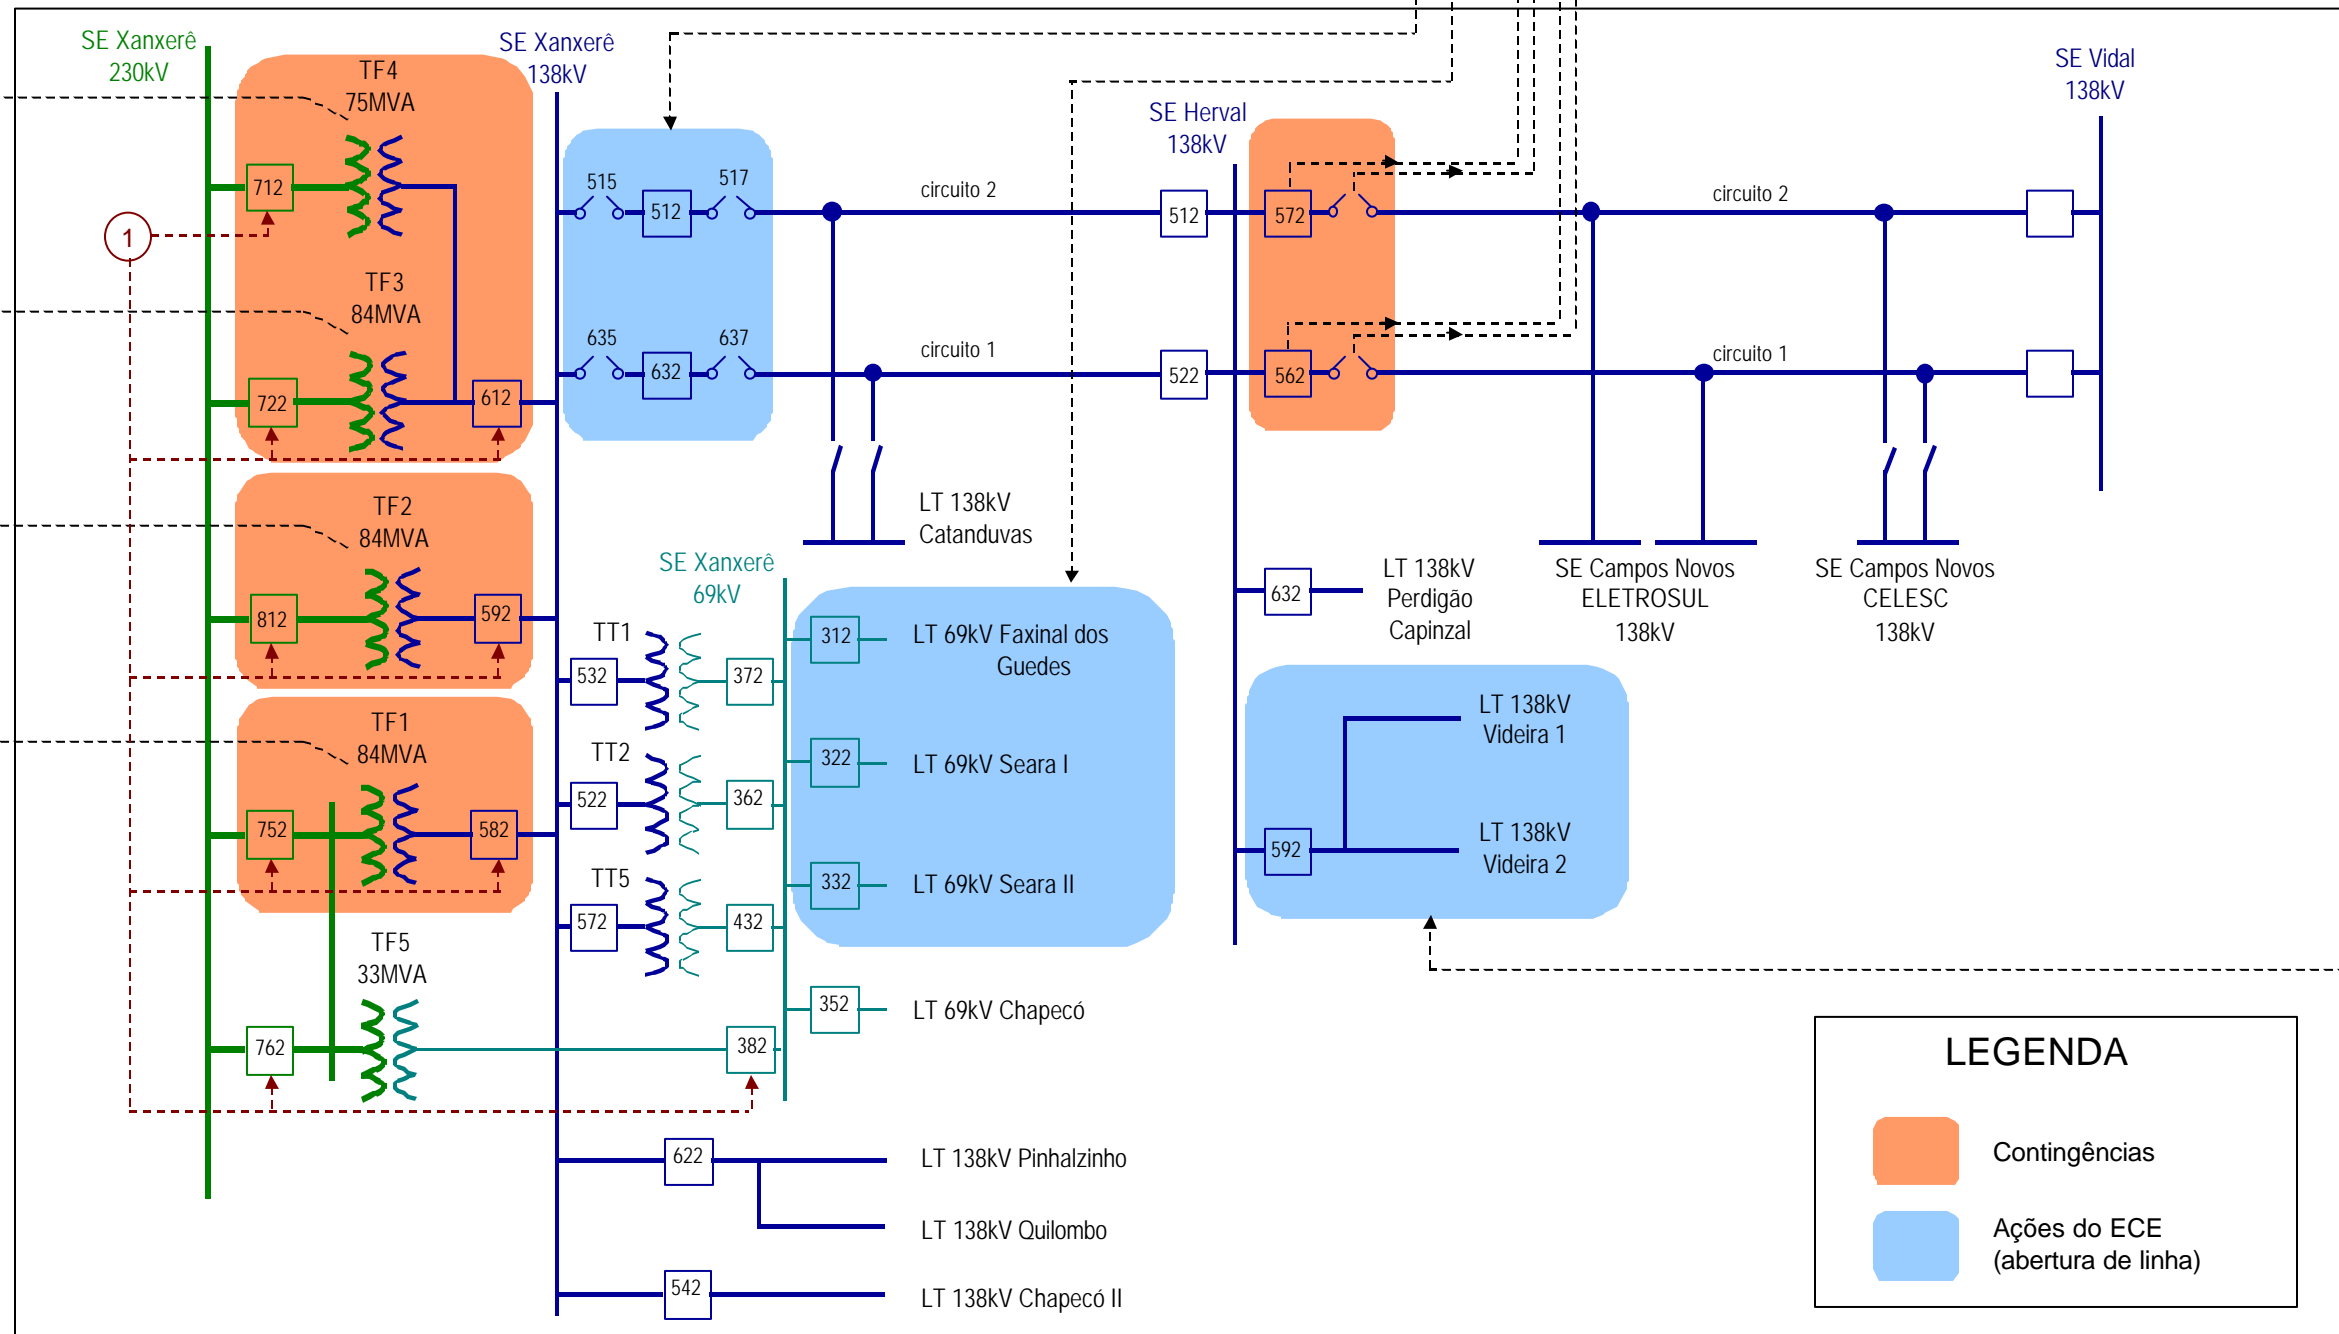 SE Xanxerê
230kV
TF4
75MVA
SE Xanxerê
138kV
SE Vidal
138kV
SE Herval
138kV
712
515
512
517
circuito 2
512
572
circuito 2
1
TF3
84MVA
635
632
637
circuito 1
522
562
circuito 1
722
612
TF2
84MVA
LT 138kV
Catanduvas
SE Xanxerê
69kV
LT 138kV
Perdigão
Capinzal
SE Campos Novos
ELETROSUL
138kV
SE Campos Novos
CELESC
138kV
632
812
592
TT1
532
372
312
LT 69kV Faxinal dos
Guedes
TF1
84MVA
TT2
522
362
322
LT 69kV Seara I
LT 138kV
Videira 1
752
582
592
LT 138kV
Videira 2
TT5
572
432
332
LT 69kV Seara II
TF5
33MVA
352
LT 69kV Chapecó
762
382
LEGENDA
Contingências
Ações do ECE
(abertura de linha)
622
LT 138kV Pinhalzinho
LT 138kV Quilombo
542
LT 138kV Chapecó II